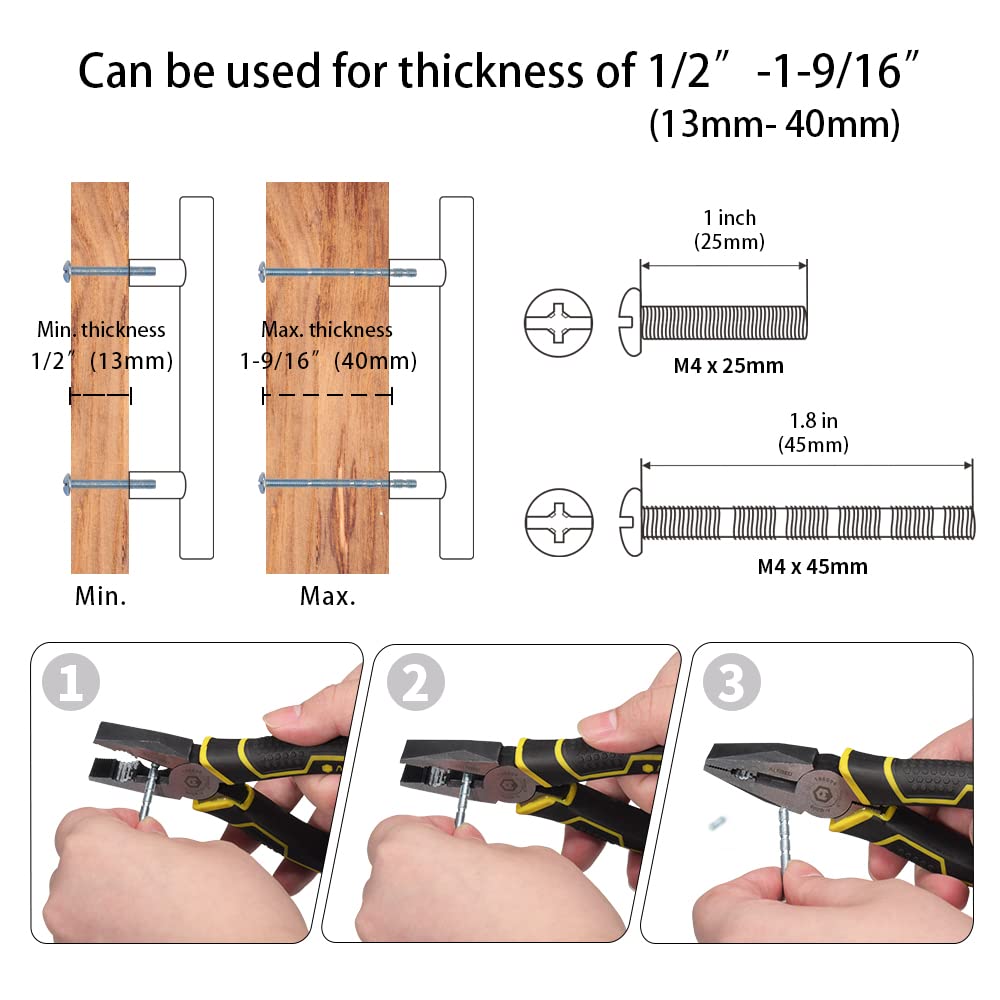 Can be used for thickness of 1/2″ -1-9/16″
(13mm- 40mm)
Min. thickness
1/2″ (13mm)
Max. thickness
1-9/16″ (40mm)
Min.
Max.
1 inch
(25mm)
M4 x 25mm
1.8 in
(45mm)
M4 x 45mm
1
2
3